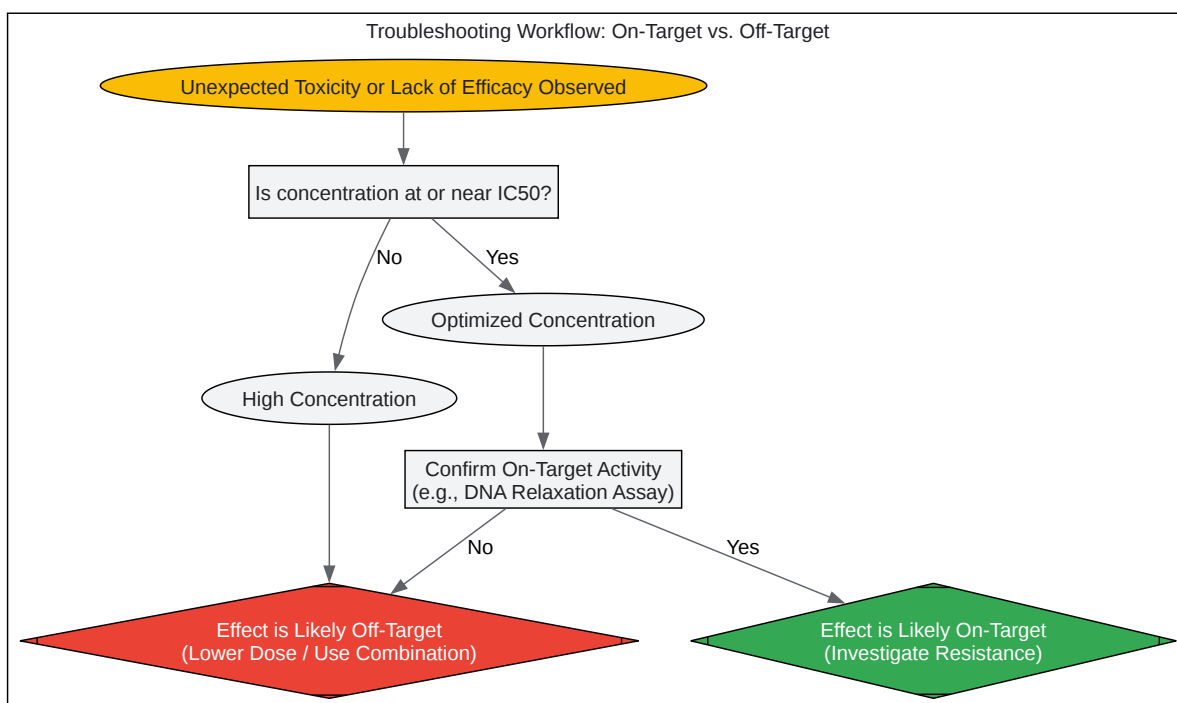 Troubleshooting Workflow: On-Target vs. Off-Target
Unexpected Toxicity or Lack of Efficacy Observed
Is concentration at or near IC50?
No
Yes
Optimized Concentration
High Concentration
Confirm On-Target Activity
(e.g., DNA Relaxation Assay)
No
Yes
Effect is Likely Off-Target
(Lower Dose / Use Combination)
Effect is Likely On-Target
(Investigate Resistance)